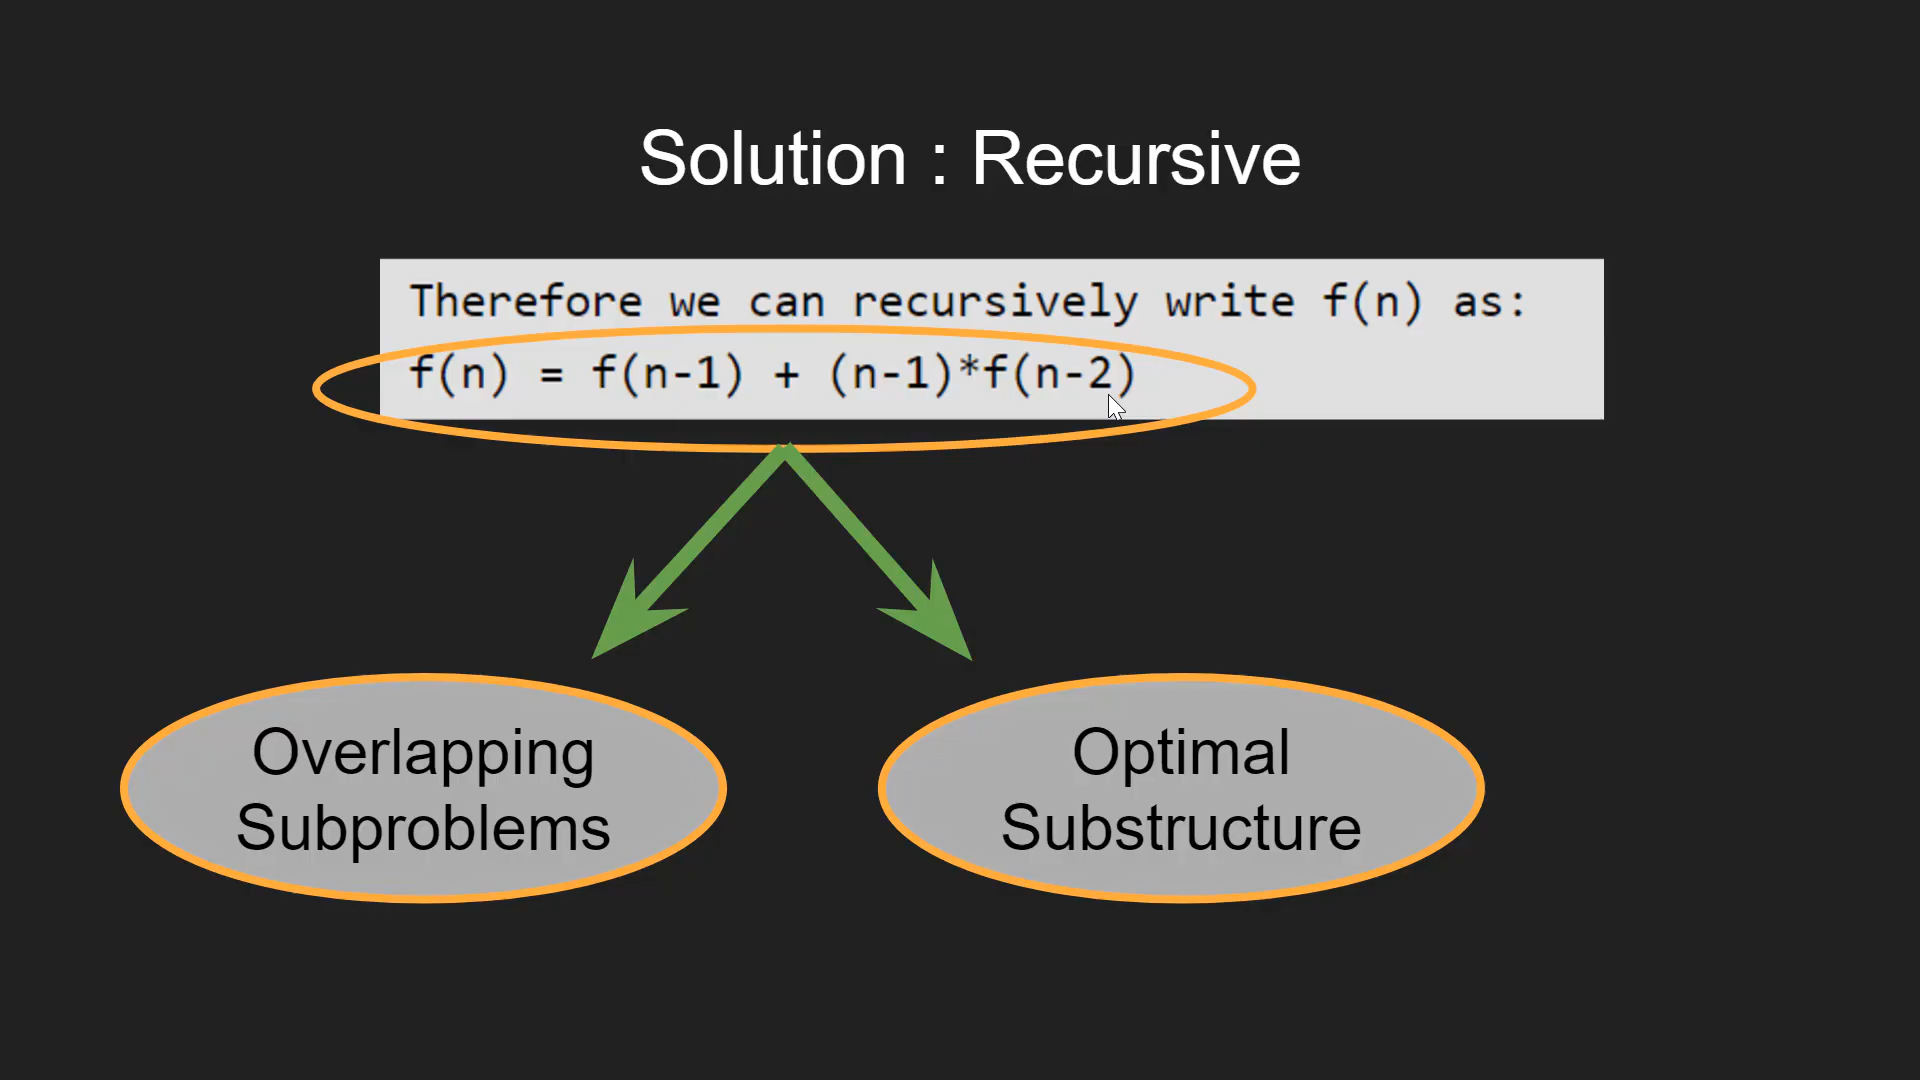 Solution : Recursive
Therefore we can recursively write f(n) as:
f(n) = f(n-1) + (n-1)*f(n-2)
Overlapping
Subproblems
Optimal
Substructure